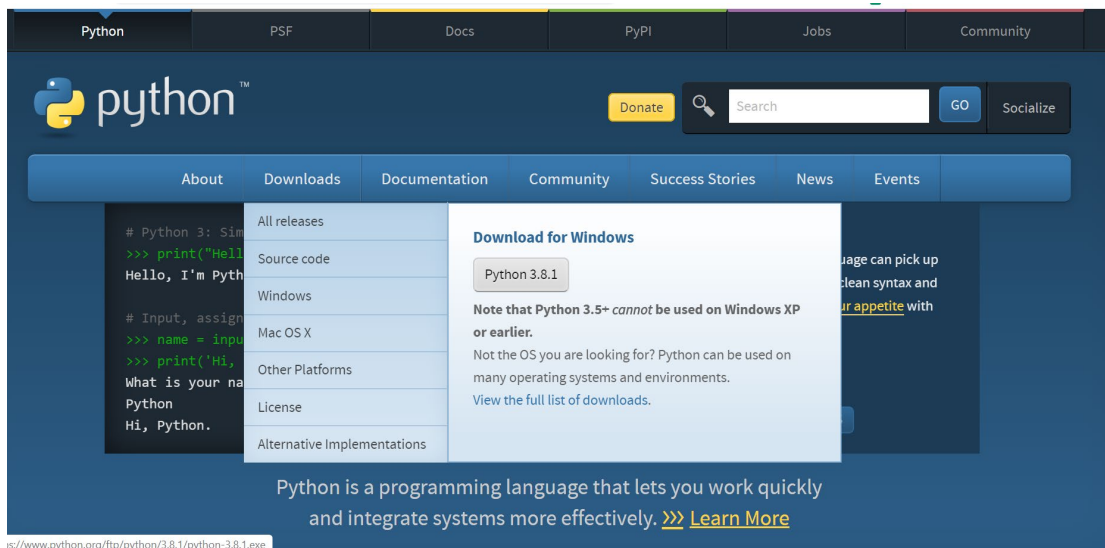 Python PSF Docs PyPI Jobs Community
python™
Donate Search GO Socialize
About Downloads Documentation Community Success Stories News Events
All releases
Source code
Windows
Mac OS X
Other Platforms
License
Alternative Implementations
Download for Windows
Python 3.8.1
Note that Python 3.5+ cannot be used on Windows XP
or earlier.
Not the OS you are looking for? Python can be used on
many operating systems and environments.
View the full list of downloads.
# Python 3: Sim
>>> print("Hell
Hello, I'm Pyth
# Input, assign
>>> name = inpu
>>> print('Hi,
What is your na
Python
Hi, Python.
uage can pick up
clean syntax and
ur appetite with
Python is a programming language that lets you work quickly
and integrate systems more effectively. >>> Learn More
os://www.python.org/ftp/python/3.8.1/python-3.8.1.exe